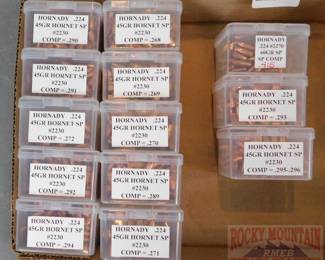 HORNADY .224
45GR HORNET SP
#2230
COMP = .290
HORNADY .224
45GR HORNET SP
#2230
COMP = .291
HORNADY .224
45GR HORNET SP
#2230
COMP = .272
HORNADY .224
45GR HORNET SP
#2230
COMP = .292
HORNADY .224
45GR HORNET SP
#2230
COMP = .294
HORNADY .224
45GR HORNET SP
#2230
COMP = .268
HORNADY .224
45GR HORNET SP
#2230
COMP = .269
HORNADY .224
45GR HORNET SP
#2230
COMP = .270
HORNADY .224
45GR HORNET SP
#2230
COMP = .289
HORNADY .224
45GR HORNET SP
#2230
COMP = .271
HORNADY
.224 #2270
60GR SP
SP COMP
HORNADY .224
45GR HORNET SP
#2230
COMP = .293
HORNADY .224
45GR HORNET SP
#2230
COMP = .295-.296
ROCKY MOUNTAIN
RMEB